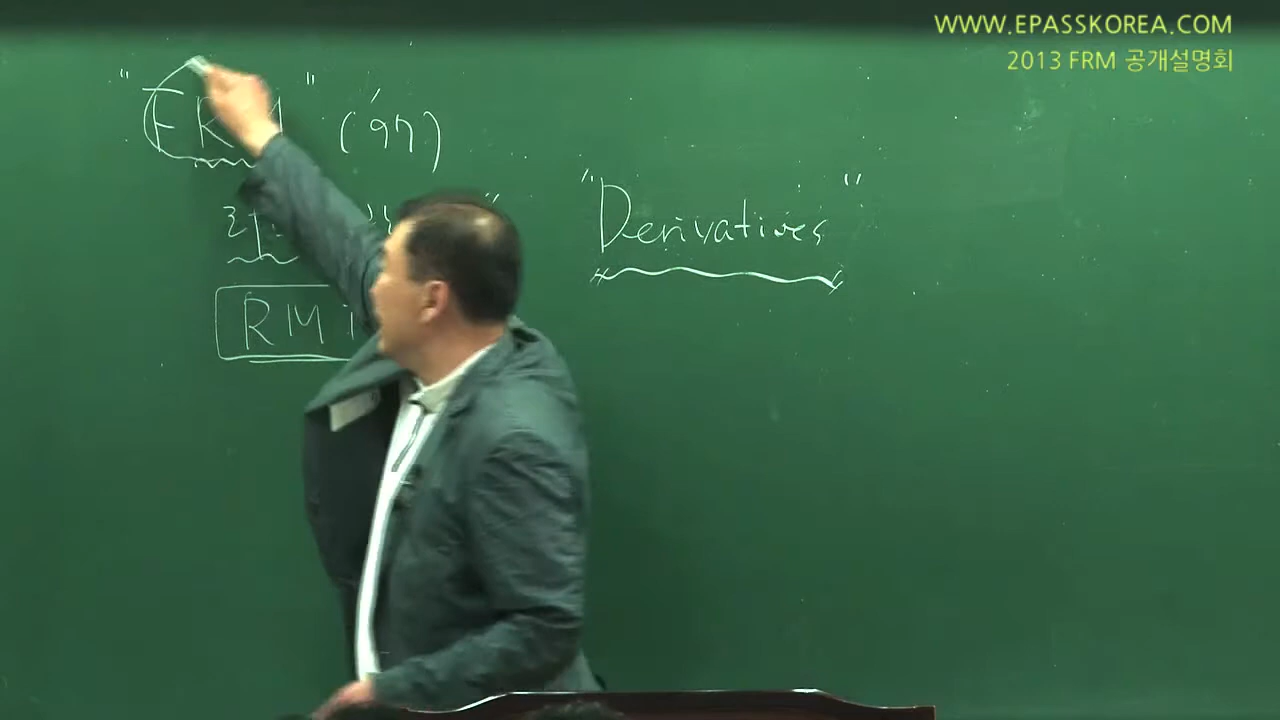 WWW.EPASSKOREA.COM
2013 FRM 공개설명회
"FRM" ('97)
"Derivatives"
RM